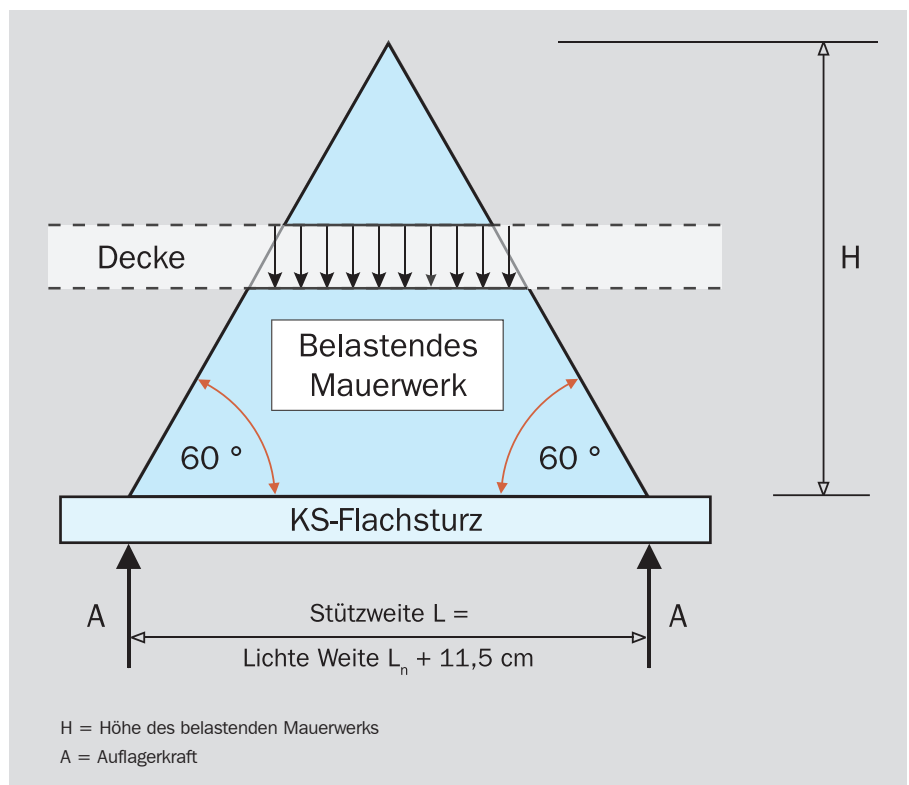 Decke
H
Belastendes
Mauerwerk
60 °
60 °
KS-Flachsturz
A
Stützweite L =
A
Lichte Weite Lₙ + 11,5 cm
H = Höhe des belastenden Mauerwerks
A = Auflagerkraft